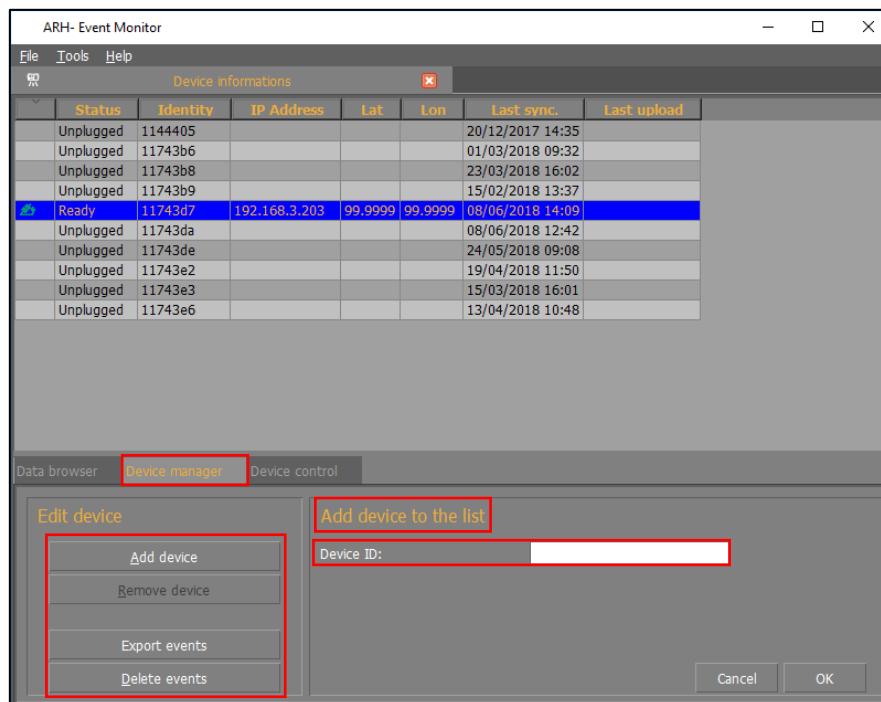 ARH- Event Monitor
File Tools Help
Device informations
Status Identity IP Address Lat Lon Last sync. Last upload
Unplugged 1144405 20/12/2017 14:35
Unplugged 11743b6 01/03/2018 09:32
Unplugged 11743b8 23/03/2018 16:02
Unplugged 11743b9 15/02/2018 13:37
Ready 11743d7 192.168.3.203 99.9999 99.9999 08/06/2018 14:09
Unplugged 11743da 08/06/2018 12:42
Unplugged 11743de 24/05/2018 09:08
Unplugged 11743e2 19/04/2018 11:50
Unplugged 11743e3 15/03/2018 16:01
Unplugged 11743e6 13/04/2018 10:48
Data browser Device manager Device control
Edit device
Add device
Remove device
Export events
Delete events
Add device to the list
Device ID:
Cancel OK